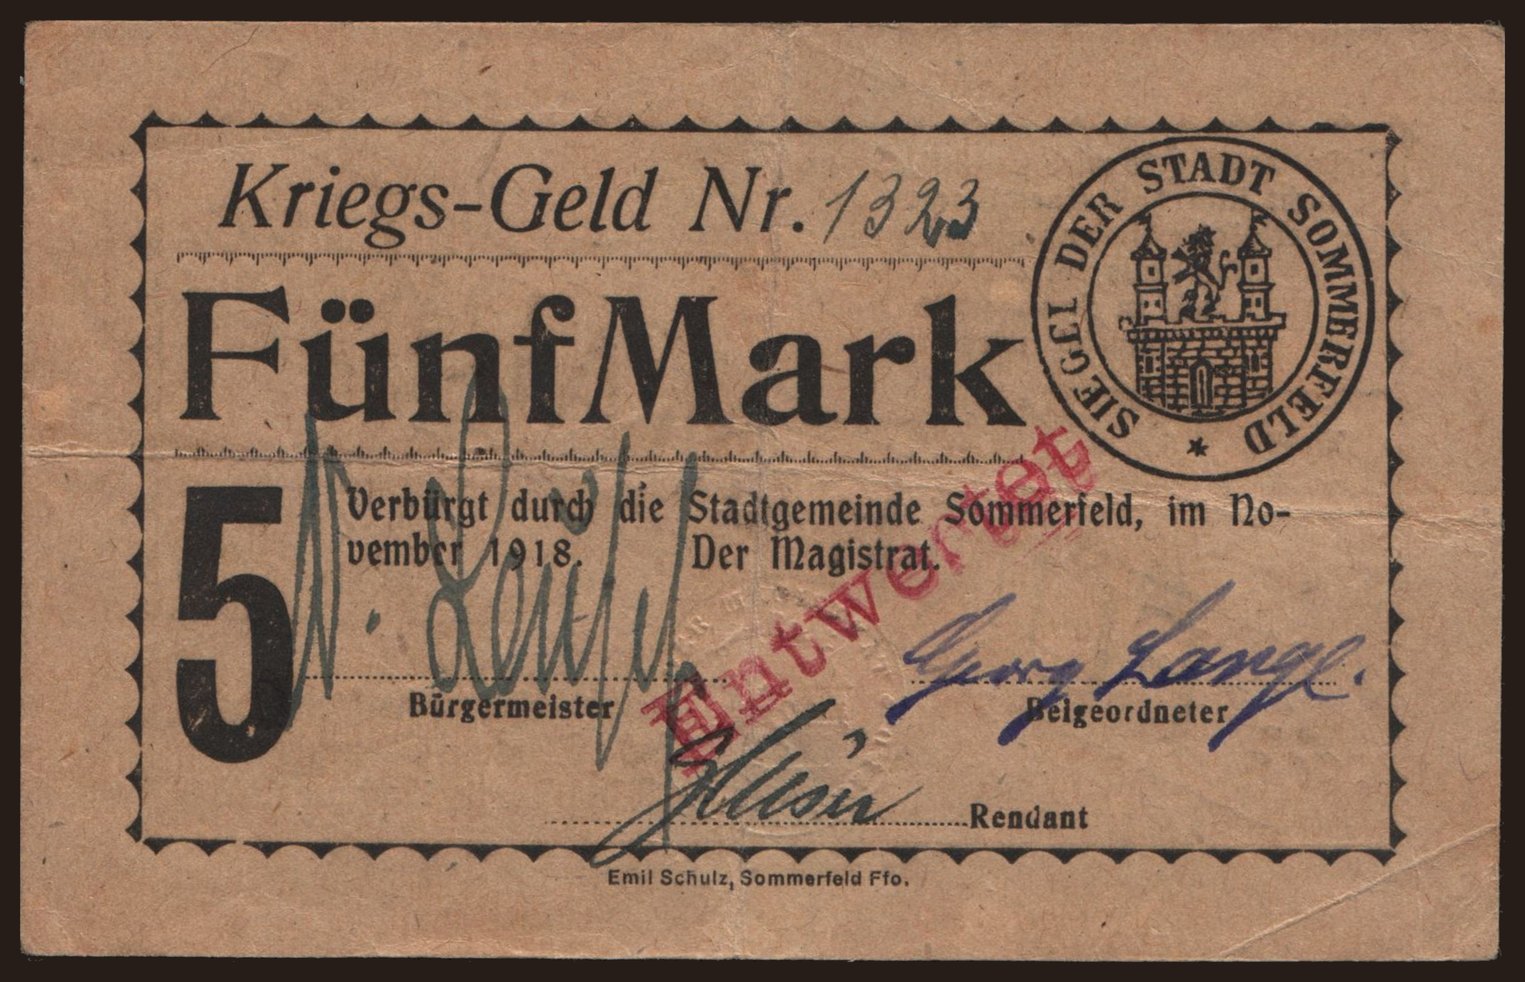 Kriegs-Geld Nr. 1323
SIEGEL DER STADT SOMMERFELD
Fünf Mark
5
Verbürgt durch die Stadtgemeinde Sommerfeld, im No-
vember 1918. Der Magistrat.
Entwertet
Georg Lange.
Bürgermeister
Beigeordneter
Rendant
Emil Schulz, Sommerfeld Ffo.